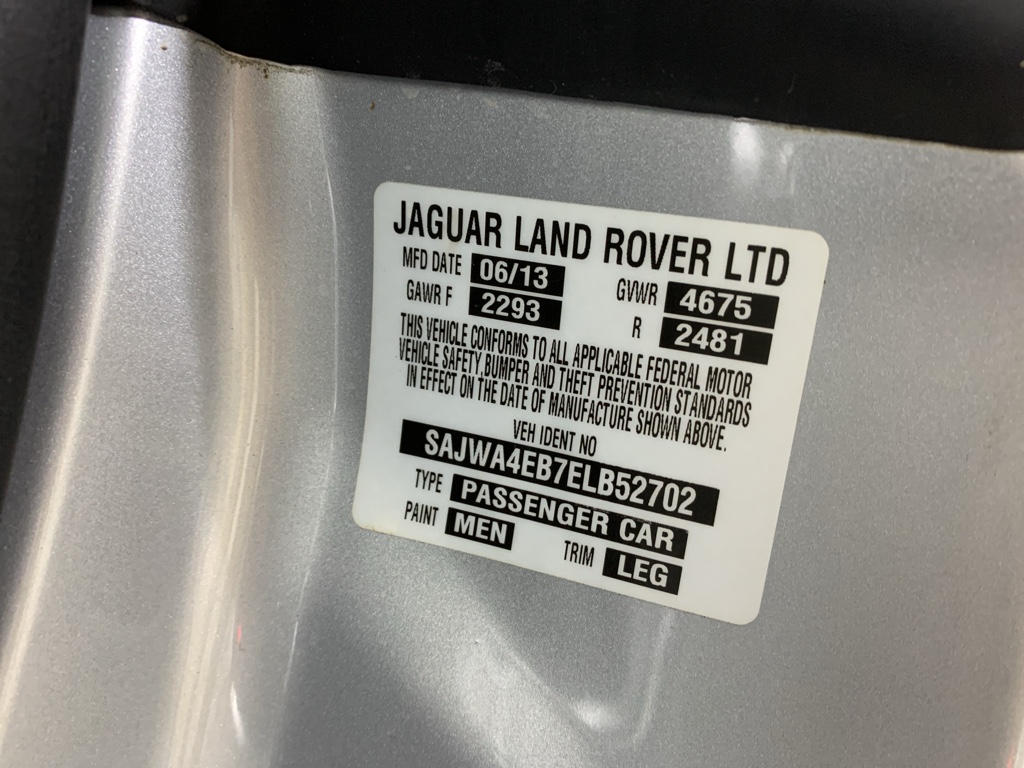 JAGUAR LAND ROVER LTD
MFD DATE 06/13 GVWR 4675
GAWR F 2293 R 2481
THIS VEHICLE CONFORMS TO ALL APPLICABLE FEDERAL MOTOR
VEHICLE SAFETY,BUMPER AND THEFT PREVENTION STANDARDS
IN EFFECT ON THE DATE OF MANUFACTURE SHOWN ABOVE.
VEH IDENT NO
SAJWA4EB7ELB52702
TYPE PASSENGER CAR
PAINT MEN TRIM LEG